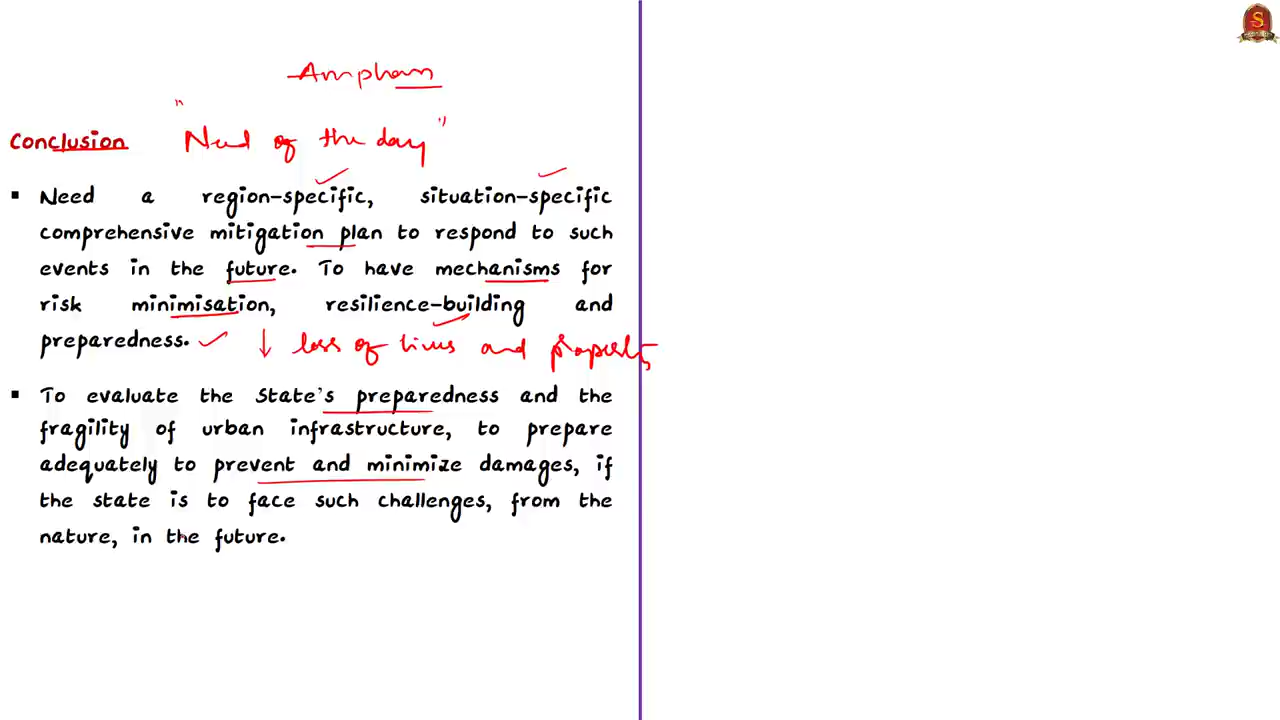 Amphan
Conclusion "Need of the day"
▪ Need a region-specific, situation-specific
comprehensive mitigation plan to respond to such
events in the future. To have mechanisms for
risk minimisation, resilience-building and
preparedness. ✓ ↓ loss of lives and property
▪ To evaluate the State's preparedness and the
fragility of urban infrastructure, to prepare
adequately to prevent and minimize damages, if
the state is to face such challenges, from the
nature, in the future.